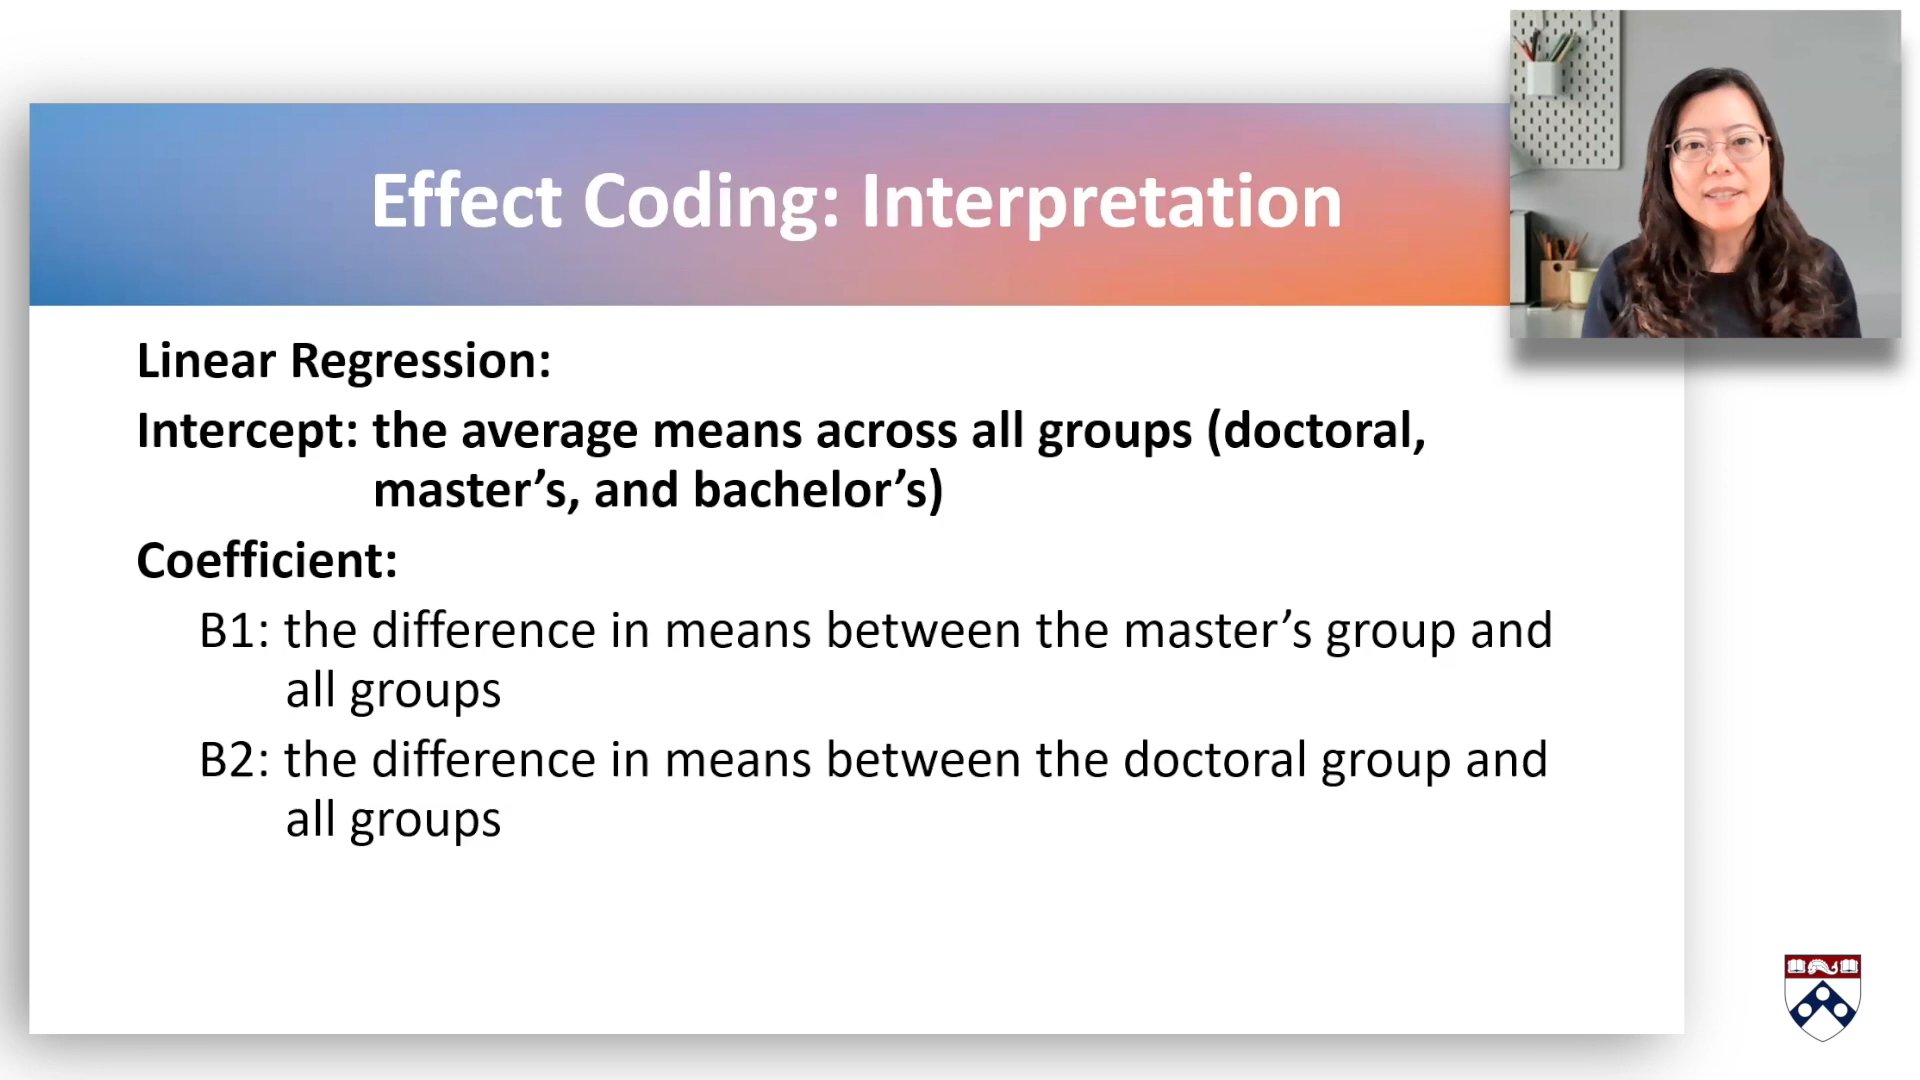 Effect Coding: Interpretation
Linear Regression:
Intercept: the average means across all groups (doctoral,
master’s, and bachelor’s)
Coefficient:
B1: the difference in means between the master’s group and
all groups
B2: the difference in means between the doctoral group and
all groups